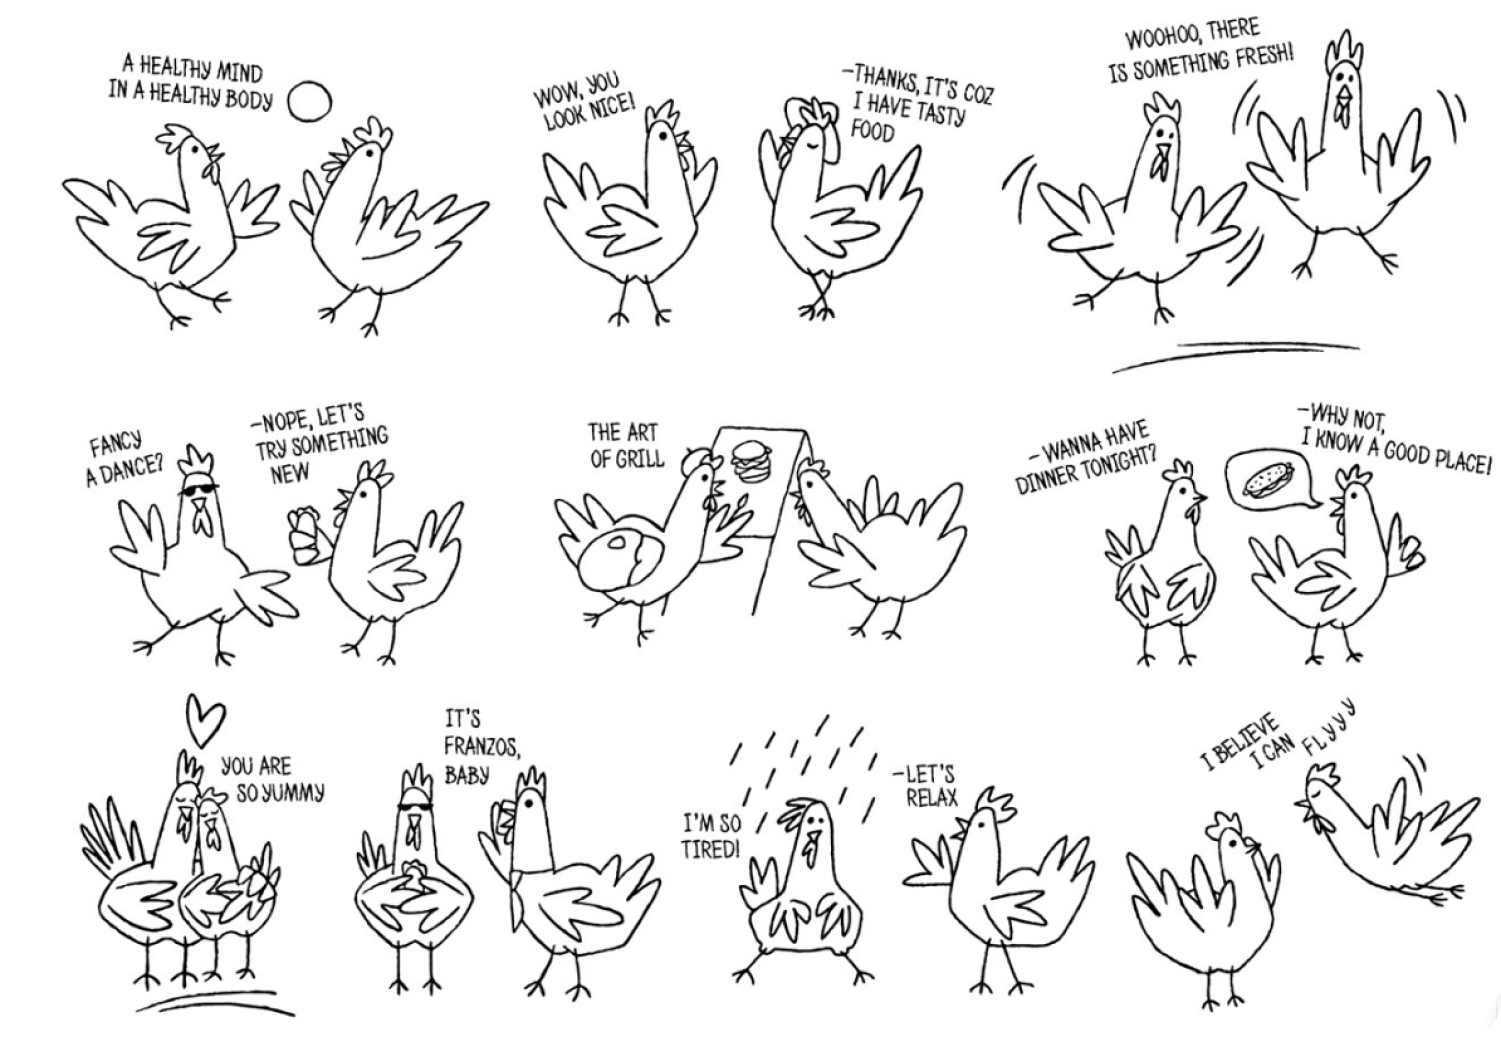 A HEALTHY MIND
IN A HEALTHY BODY
WOW, YOU
LOOK NICE!
-THANKS, IT'S COZ
I HAVE TASTY
FOOD
WOOHOO, THERE
IS SOMETHING FRESH!
FANCY
A DANCE?
-NOPE, LET'S
TRY SOMETHING
NEW
THE ART
OF GRILL
- WANNA HAVE
DINNER TONIGHT?
-WHY NOT,
I KNOW A GOOD PLACE!
YOU ARE
SO YUMMY
IT'S
FRANZOS,
BABY
I'M SO
TIRED!
-LET'S
RELAX
I BELIEVE
I CAN FLYYY